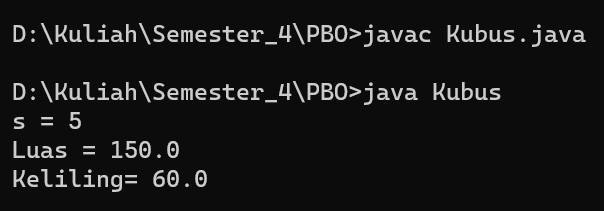 D:\Kuliah\Semester_4\PBO>javac Kubus.java
D:\Kuliah\Semester_4\PBO>java Kubus
s = 5
Luas = 150.0
Keliling= 60.0